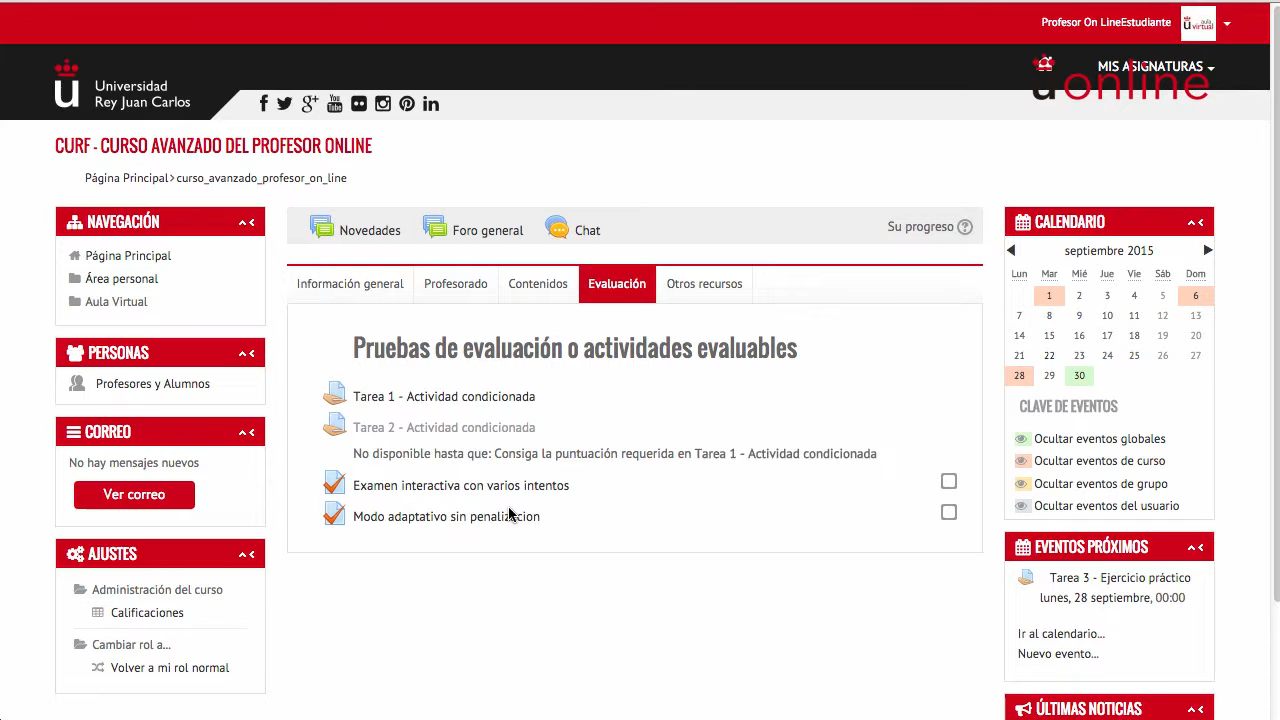 Profesor On LineEstudiante
MIS ASIGNATURAS
u online
Universidad
Rey Juan Carlos
CURF - CURSO AVANZADO DEL PROFESOR ONLINE
Página Principal > curso_avanzado_profesor_on_line
NAVEGACIÓN
Página Principal
Área personal
Aula Virtual
PERSONAS
Profesores y Alumnos
CORREO
No hay mensajes nuevos
Ver correo
AJUSTES
Administración del curso
Calificaciones
Cambiar rol a...
Volver a mi rol normal
Novedades Foro general Chat Su progreso
Información general Profesorado Contenidos Evaluación Otros recursos
Pruebas de evaluación o actividades evaluables
Tarea 1 - Actividad condicionada
Tarea 2 - Actividad condicionada
No disponible hasta que: Consiga la puntuación requerida en Tarea 1 - Actividad condicionada
Examen interactiva con varios intentos
Modo adaptativo sin penalizacion
CALENDARIO
septiembre 2015
Lun Mar Mié Jue Vie Sáb Dom
1 2 3 4 5 6
7 8 9 10 11 12 13
14 15 16 17 18 19 20
21 22 23 24 25 26 27
28 29 30
CLAVE DE EVENTOS
Ocultar eventos globales
Ocultar eventos de curso
Ocultar eventos de grupo
Ocultar eventos del usuario
EVENTOS PRÓXIMOS
Tarea 3 - Ejercicio práctico
lunes, 28 septiembre, 00:00
Ir al calendario...
Nuevo evento...
ÚLTIMAS NOTICIAS